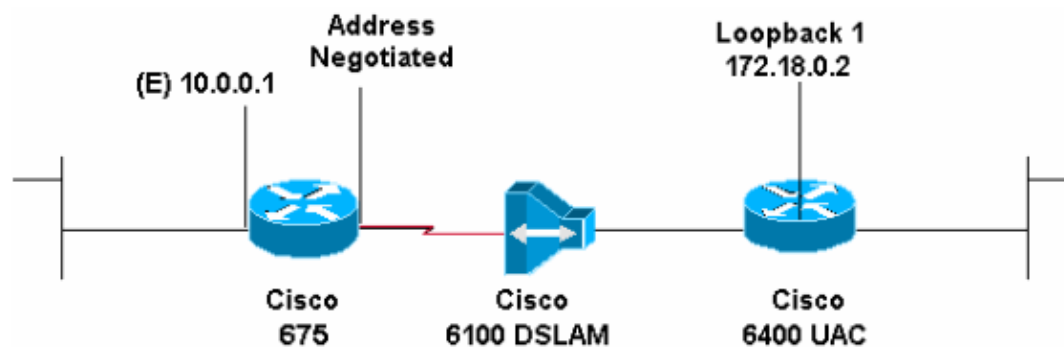 Address
Negotiated
(E) 10.0.0.1
Loopback 1
172.18.0.2
Cisco
675
Cisco
6100 DSLAM
Cisco
6400 UAC